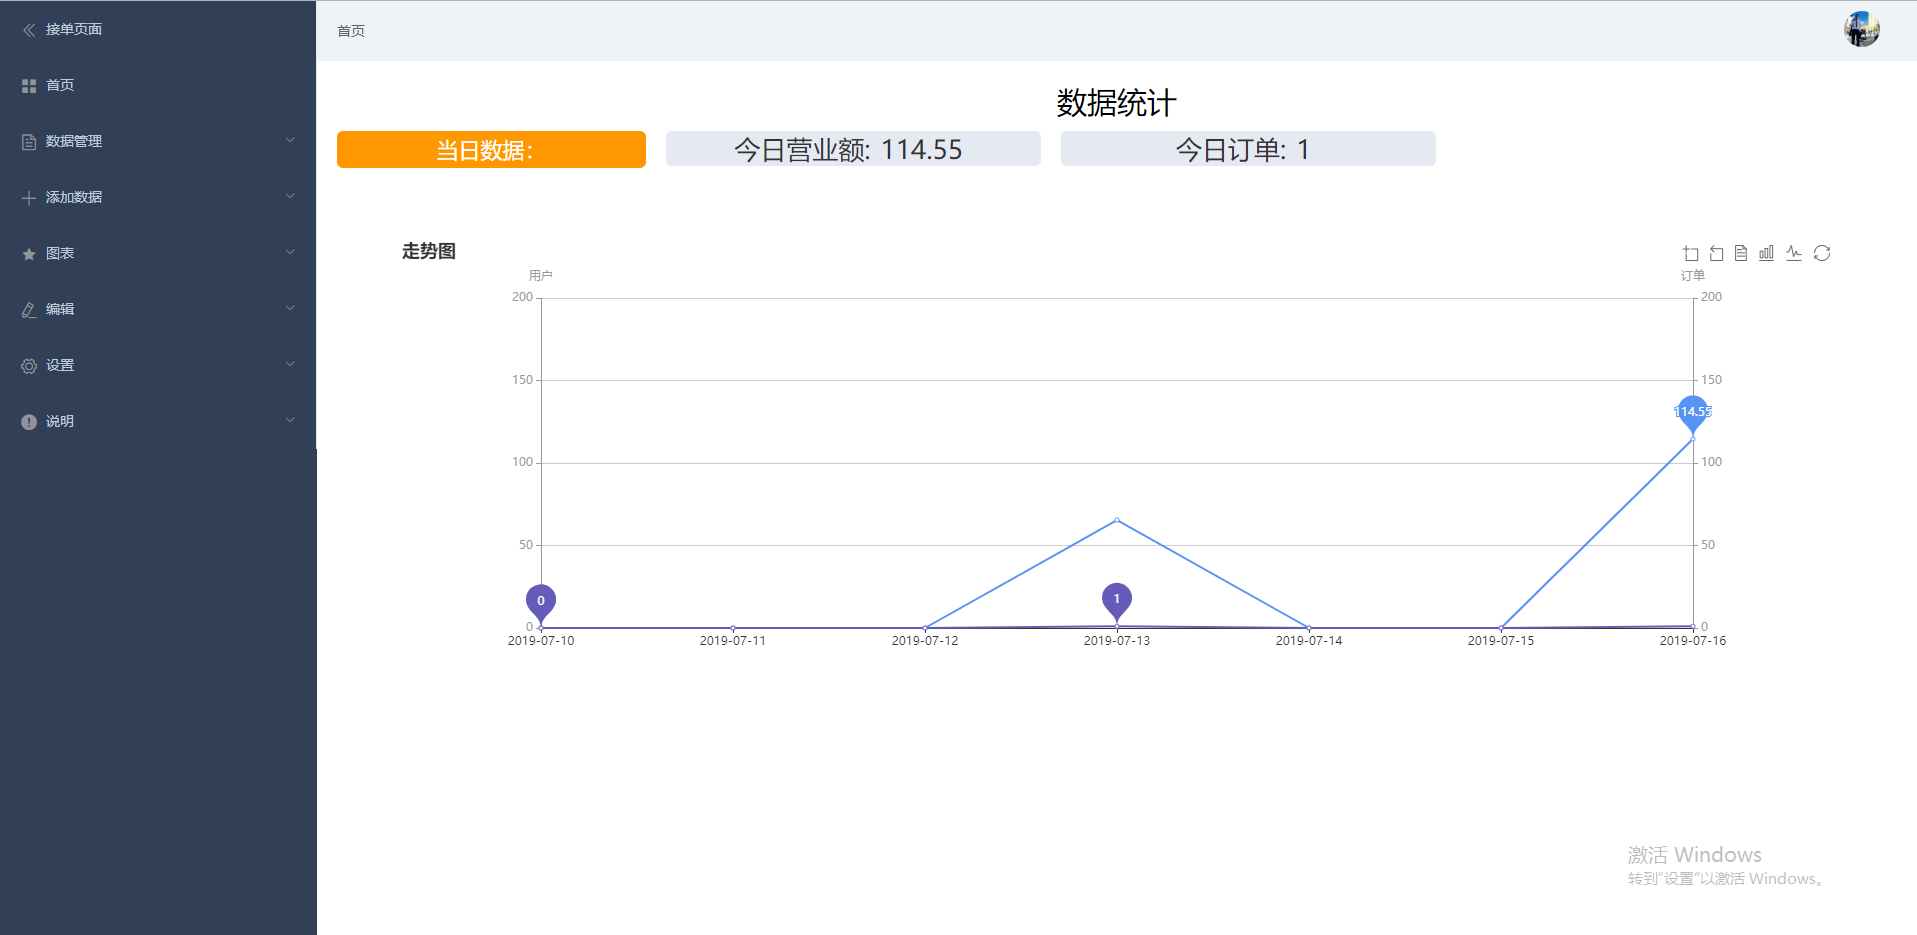 接单页面
首页
数据管理
添加数据
图表
编辑
设置
说明
首页
数据统计
当日数据：
今日营业额: 114.55
今日订单: 1
走势图
用户
订单
200
200
150
150
114.55
100
100
50
50
0
1
0
0
2019-07-10
2019-07-11
2019-07-12
2019-07-13
2019-07-14
2019-07-15
2019-07-16
激活 Windows
转到"设置"以激活 Windows。